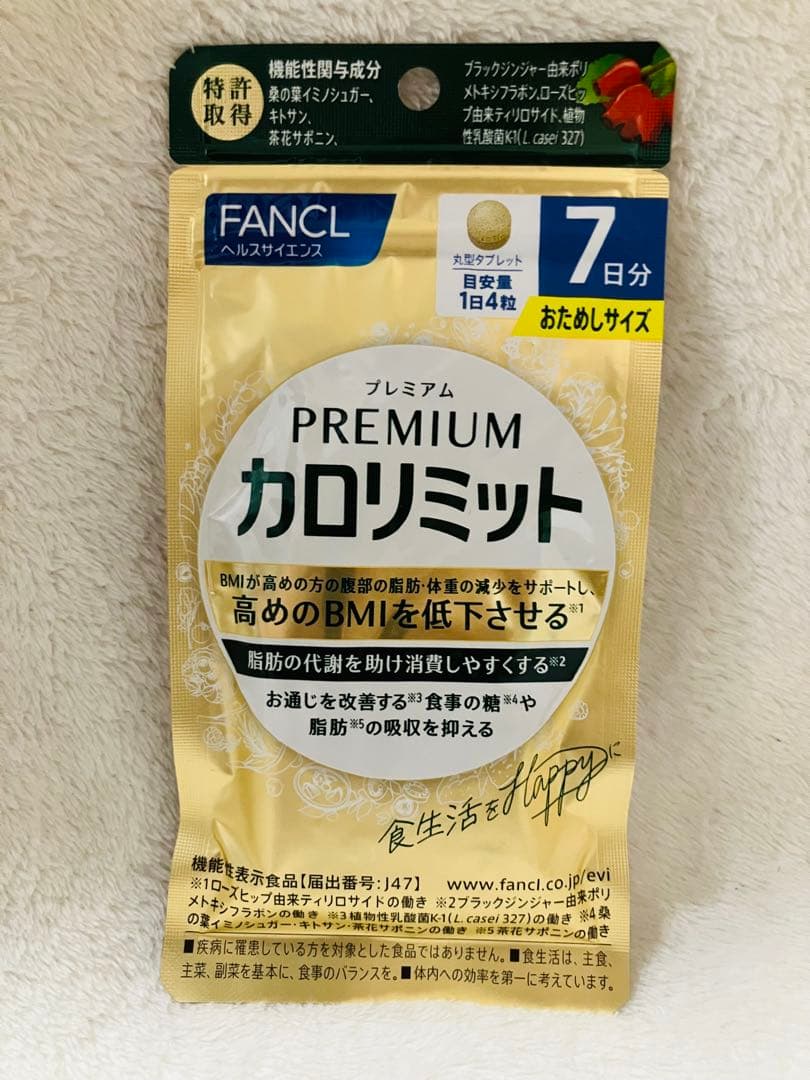 特許
取得
機能性関与成分
桑の葉イミノシュガー、
キトサン、
茶花サポニン、
ブラックジンジャー由来ポリ
メトキシフラボン、ローズヒッ
プ由来ティリロサイド、植物
性乳酸菌K-1(L. casei 327)
FANCL
ヘルスサイエンス
丸型タブレット
目安量
1日4粒
7日分
おためしサイズ
プレミアム
PREMIUM
カロリミット
BMIが高めの方の腹部の脂肪・体重の減少をサポートし、
高めのBMIを低下させる※1
脂肪の代謝を助け消費しやすくする※2
お通じを改善する※3食事の糖※4や
脂肪※5の吸収を抑える
食生活をHappyに
機能性表示食品【届出番号:J47】 www.fancl.co.jp/evi
※1ローズヒップ由来ティリロサイドの働き ※2ブラックジンジャー由来ポリ
メトキシフラボンの働き ※3植物性乳酸菌K-1(L. casei 327)の働き ※4桑
の葉イミノシュガー・キトサン・茶花サポニンの働き ※5茶花サポニンの働き
■疾病に罹患している方を対象とした食品ではありません。■食生活は、主食、
主菜、副菜を基本に、食事のバランスを。■体内への効率を第一に考えています。